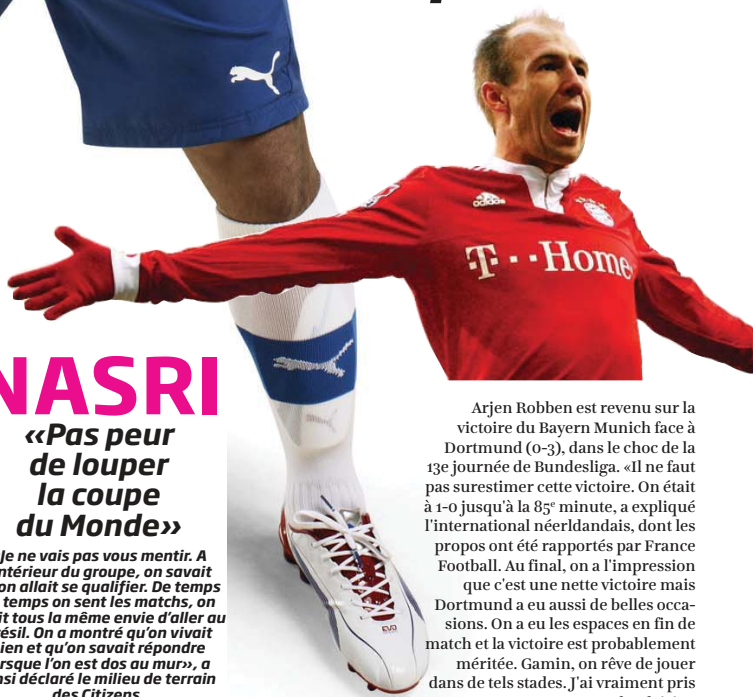 adidas
T··Home
NASRI
«Pas peur
de louper
la coupe
du Monde»
Je ne vais pas vous mentir. A
du groupe, on savait
allait se qualifier. De temps
temps on sent les matchs, on
tous la même envie d'aller au
On a montré qu'on vivait
et qu'on savait répondre
l'on est dos au mur», a
déclaré le milieu de terrain
des Citizens
Arjen Robben est revenu sur la
victoire du Bayern Munich face à
Dortmund (0-3), dans le choc de la
13e journée de Bundesliga. «Il ne faut
pas surestimer cette victoire. On était
à 1-0 jusqu'à la 85e minute, a expliqué
l'international néerlandais, dont les
propos ont été rapportés par France
Football. Au final, on a l'impression
que c'est une nette victoire mais
Dortmund a eu aussi de belles occa-
sions. On a eu les espaces en fin de
match et la victoire est probablement
méritée. Gamin, on rêve de jouer
dans de tels stades. J'ai vraiment pris